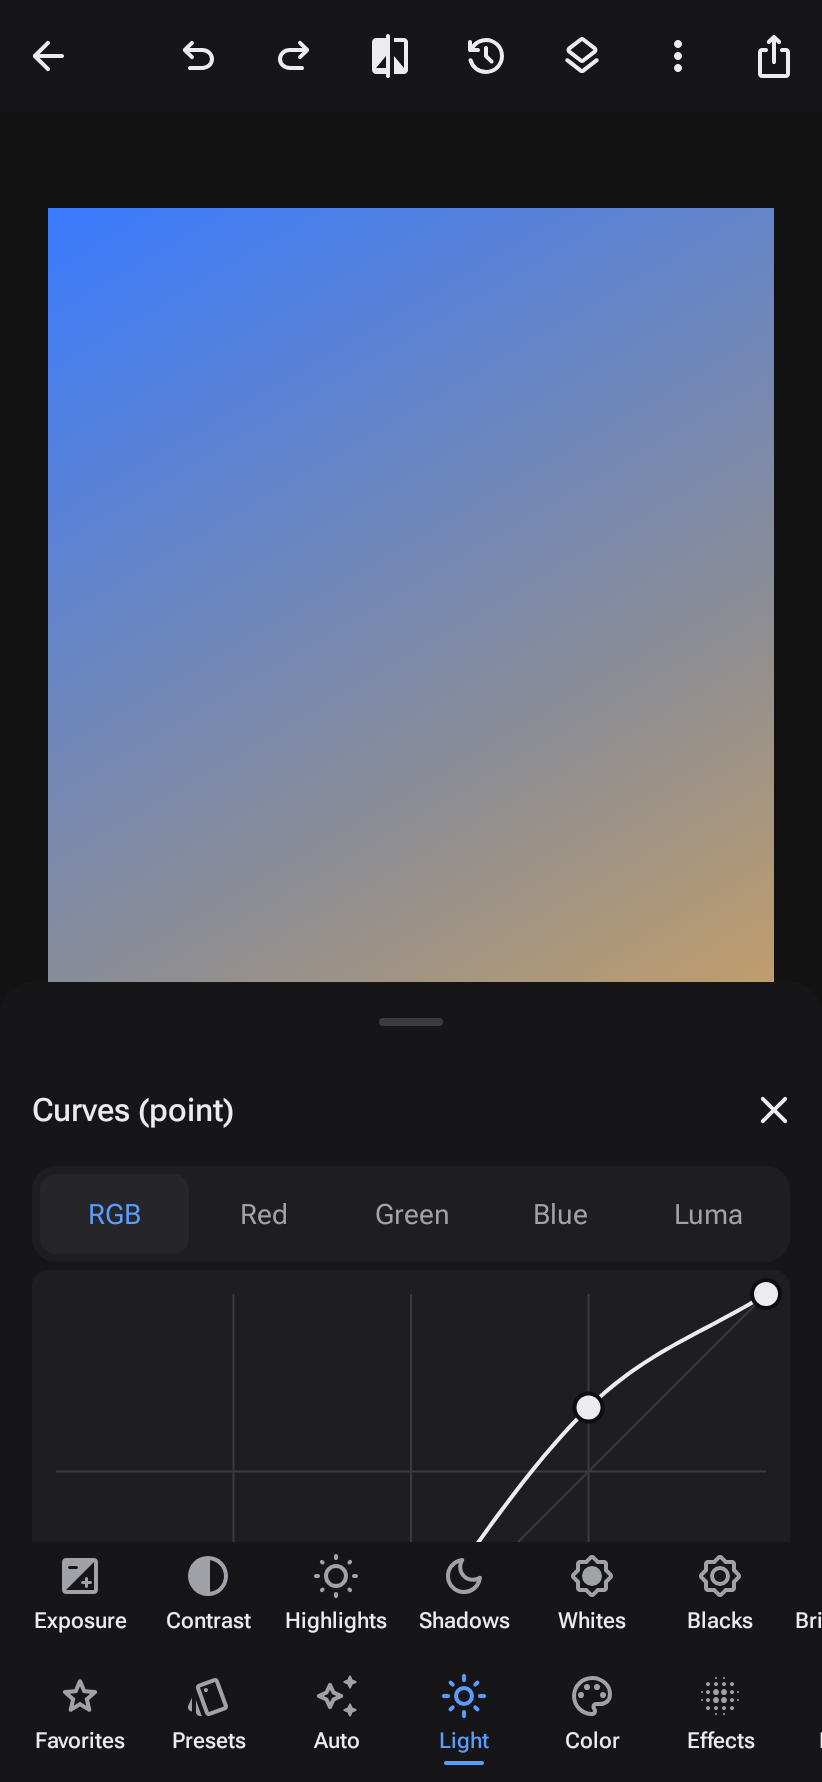 Curves (point)
RGB Red Green Blue Luma
Exposure Contrast Highlights Shadows Whites Blacks Bri
Favorites Presets Auto Light Color Effects